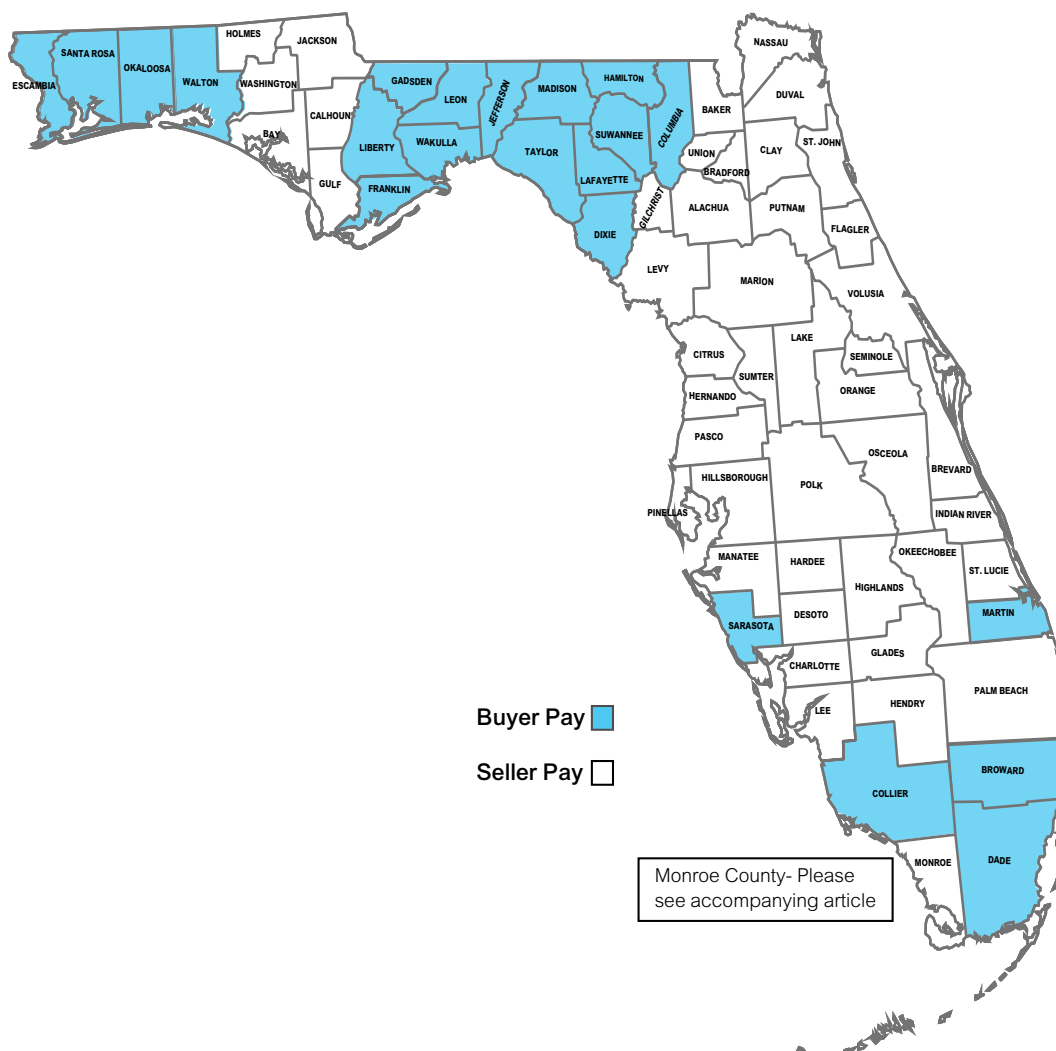 HOLMES
JACKSON
NASSAU
SANTA ROSA
OKALOOSA
WALTON
ESCAMBIA
WASHINGTON
GADSDEN
LEON
JEFFERSON
MADISON
HAMILTON
COLUMBIA
BAKER
DUVAL
CALHOUN
BAY
LIBERTY
WAKULLA
TAYLOR
SUWANNEE
UNION
BRADFORD
CLAY
ST. JOHN
GULF
FRANKLIN
LAFAYETTE
GILCHRIST
ALACHUA
PUTNAM
FLAGLER
DIXIE
LEVY
MARION
VOLUSIA
CITRUS
LAKE
SEMINOLE
SUMTER
ORANGE
HERNANDO
PASCO
OSCEOLA
BREVARD
HILLSBOROUGH
POLK
PINELLAS
INDIAN RIVER
MANATEE
HARDEE
OKEECHOBEE
ST. LUCIE
HIGHLANDS
SARASOTA
DESOTO
MARTIN
CHARLOTTE
GLADES
PALM BEACH
LEE
HENDRY
Buyer Pay
Seller Pay
BROWARD
COLLIER
MONROE
DADE
Monroe County- Please
see accompanying article